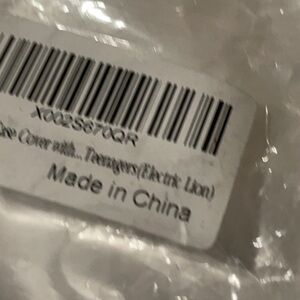 X002S670QR
Cover with... Teenagers(Electric Lion)
Made in China